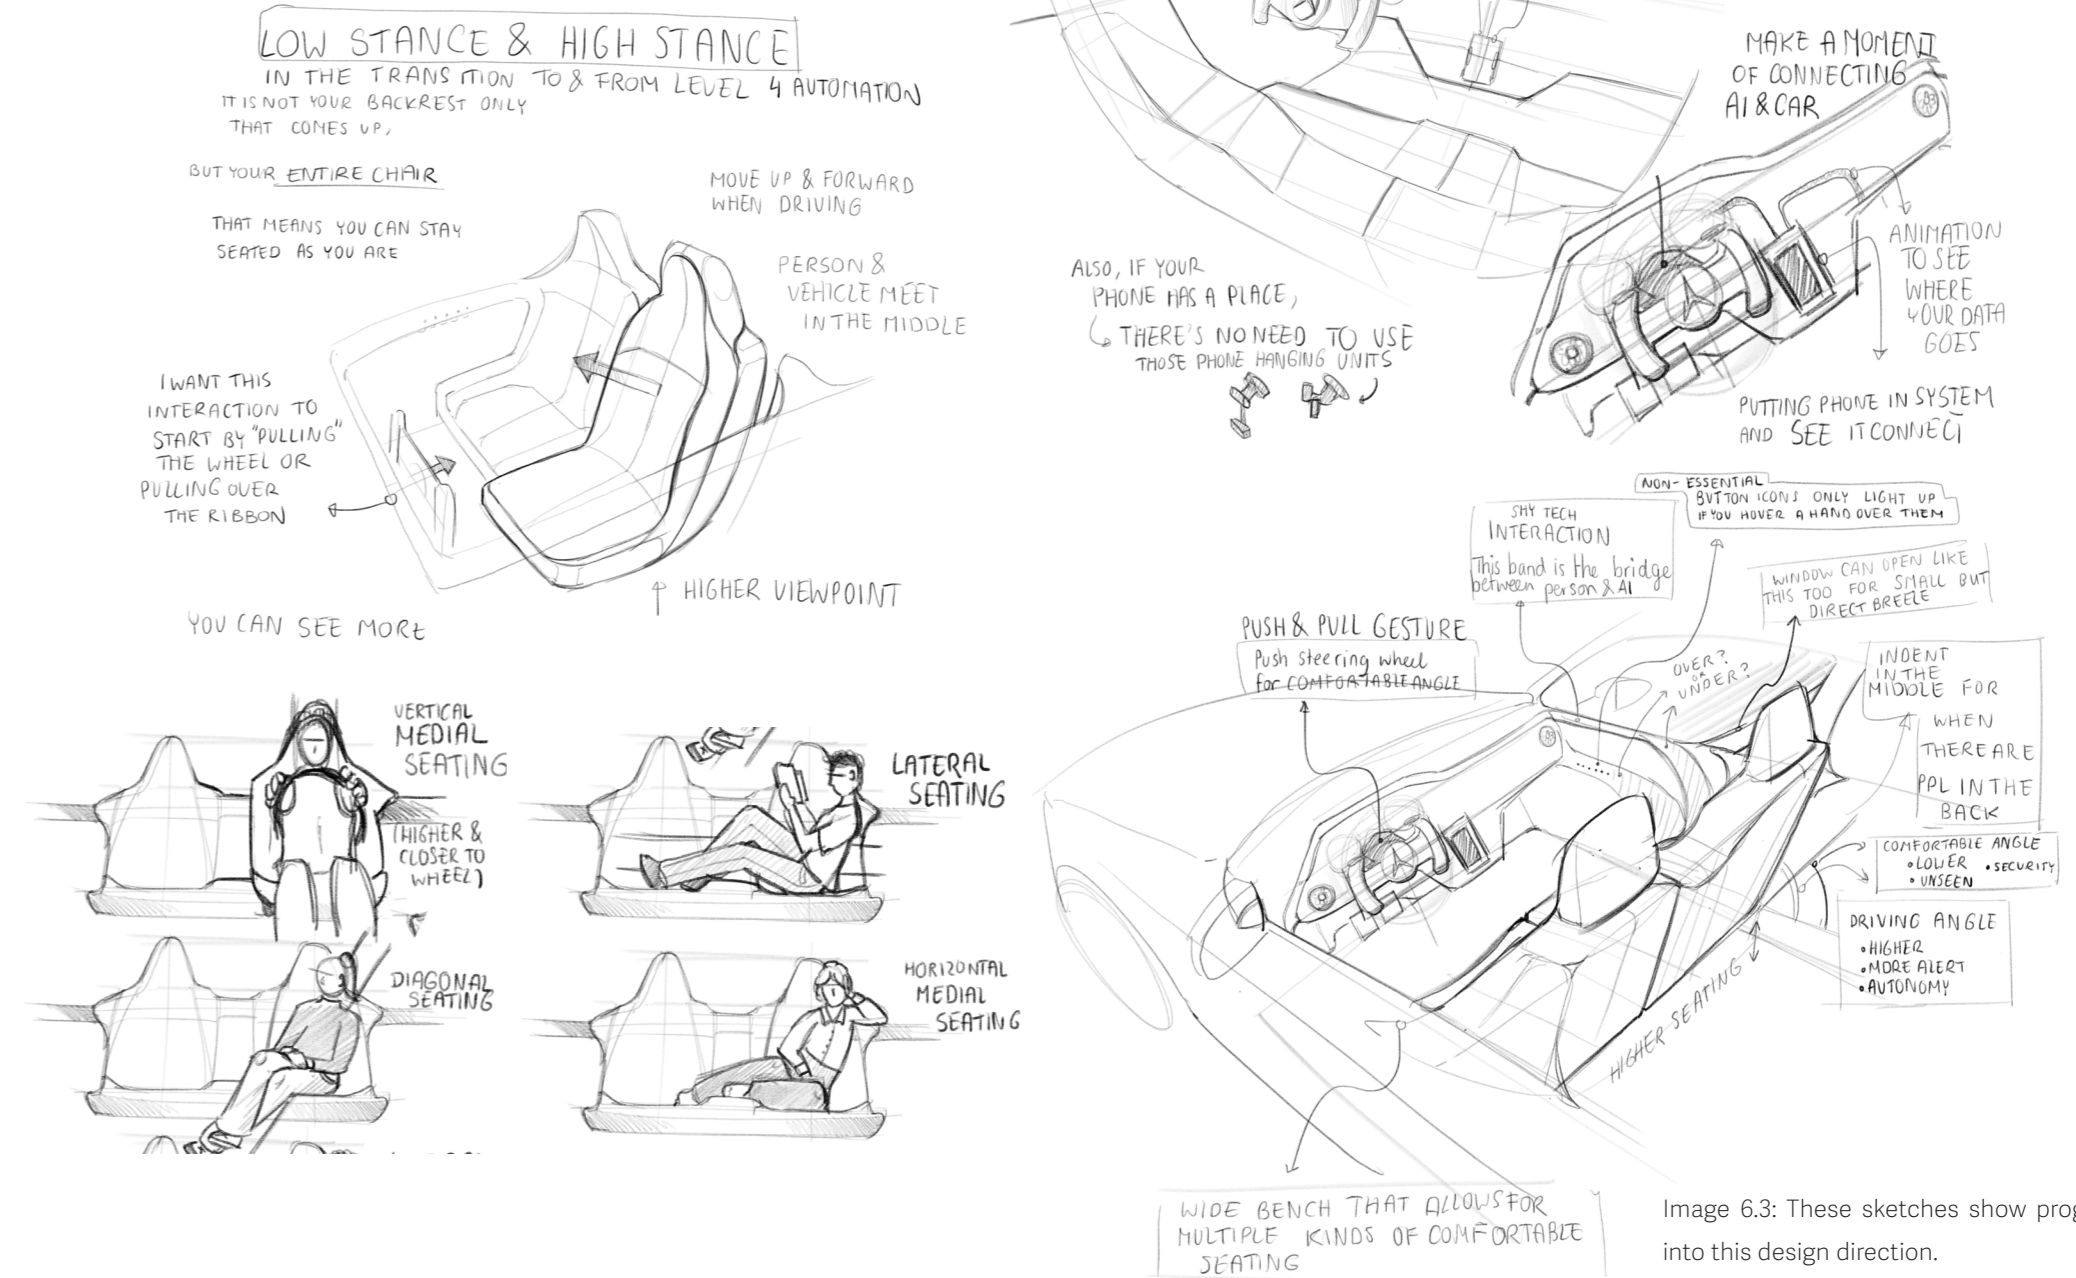 LOW STANCE & HIGH STANCE
IN THE TRANSITION TO & FROM LEVEL 4 AUTOMATION
IT IS NOT YOUR BACKREST ONLY
THAT COMES UP,
BUT YOUR ENTIRE CHAIR
THAT MEANS YOU CAN STAY
SEATED AS YOU ARE
MOVE UP & FORWARD
WHEN DRIVING
PERSON &
VEHICLE MEET
IN THE MIDDLE
I WANT THIS
INTERACTION TO
START BY "PULLING"
THE WHEEL OR
PULLING OVER
THE RIBBON
HIGHER VIEWPOINT
YOU CAN SEE MORE
VERTICAL
MEDIAL
SEATING
(HIGHER &
CLOSER TO
WHEEL)
LATERAL
SEATING
DIAGONAL
SEATING
HORIZONTAL
MEDIAL
SEATING
MAKE A MOMENT
OF CONNECTING
AI & CAR
ANIMATION
TO SEE
WHERE
YOUR DATA
GOES
ALSO, IF YOUR
PHONE HAS A PLACE,
THERE'S NO NEED TO USE
THOSE PHONE HANGING UNITS
PUTTING PHONE IN SYSTEM
AND SEE IT CONNECT
NON-ESSENTIAL
BUTTON ICONS ONLY LIGHT UP
IF YOU HOVER A HAND OVER THEM
SHY TECH
INTERACTION
This band is the bridge
between person & AI
WINDOW CAN OPEN LIKE
THIS TOO FOR SMALL BUT
DIRECT BREEZE
PUSH & PULL GESTURE
Push steering wheel
for COMFORTABLE ANGLE
OVER?
OR
UNDER?
INDENT
IN THE
MIDDLE FOR
WHEN
THERE ARE
PPL IN THE
BACK
COMFORTABLE ANGLE
• LOWER • SECURITY
• UNSEEN
DRIVING ANGLE
• HIGHER
• MORE ALERT
• AUTONOMY
HIGHER SEATING
WIDE BENCH THAT ALLOWS FOR
MULTIPLE KINDS OF COMFORTABLE
SEATING
Image 6.3: These sketches show prog
into this design direction.